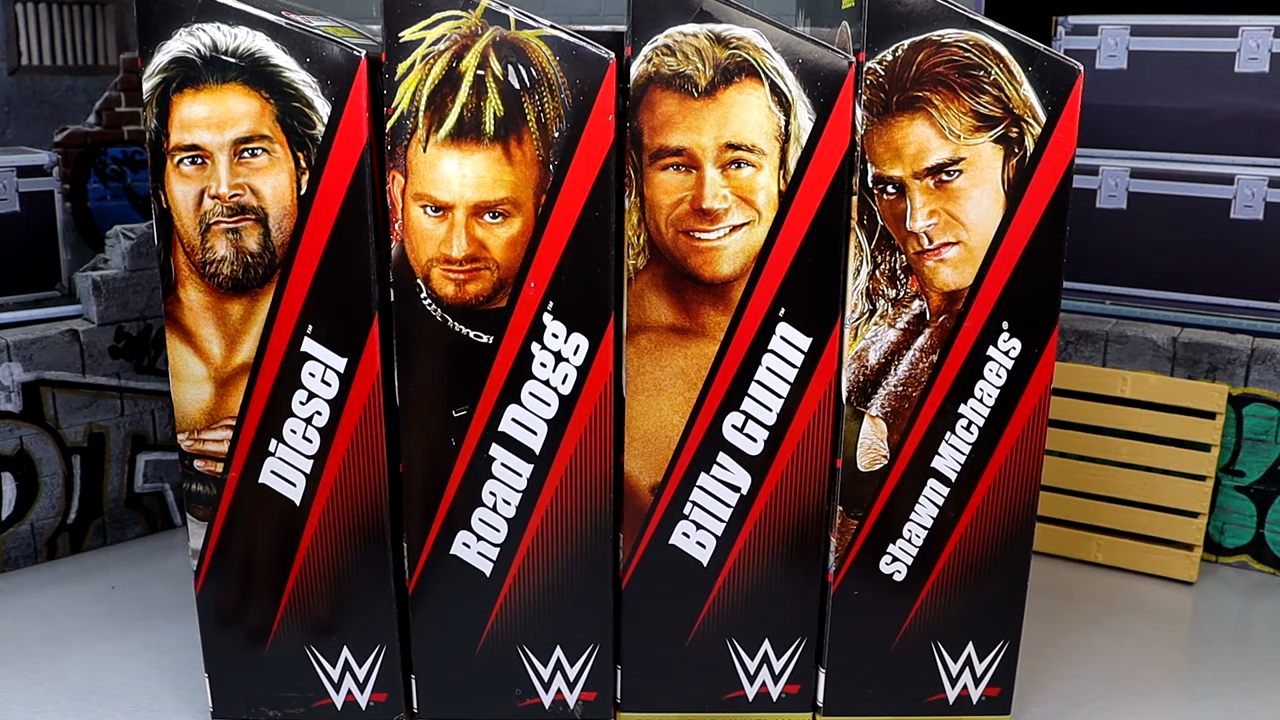 Diesel™
Road Dogg™
Billy Gunn™
Shawn Michaels®
W
W
W
W